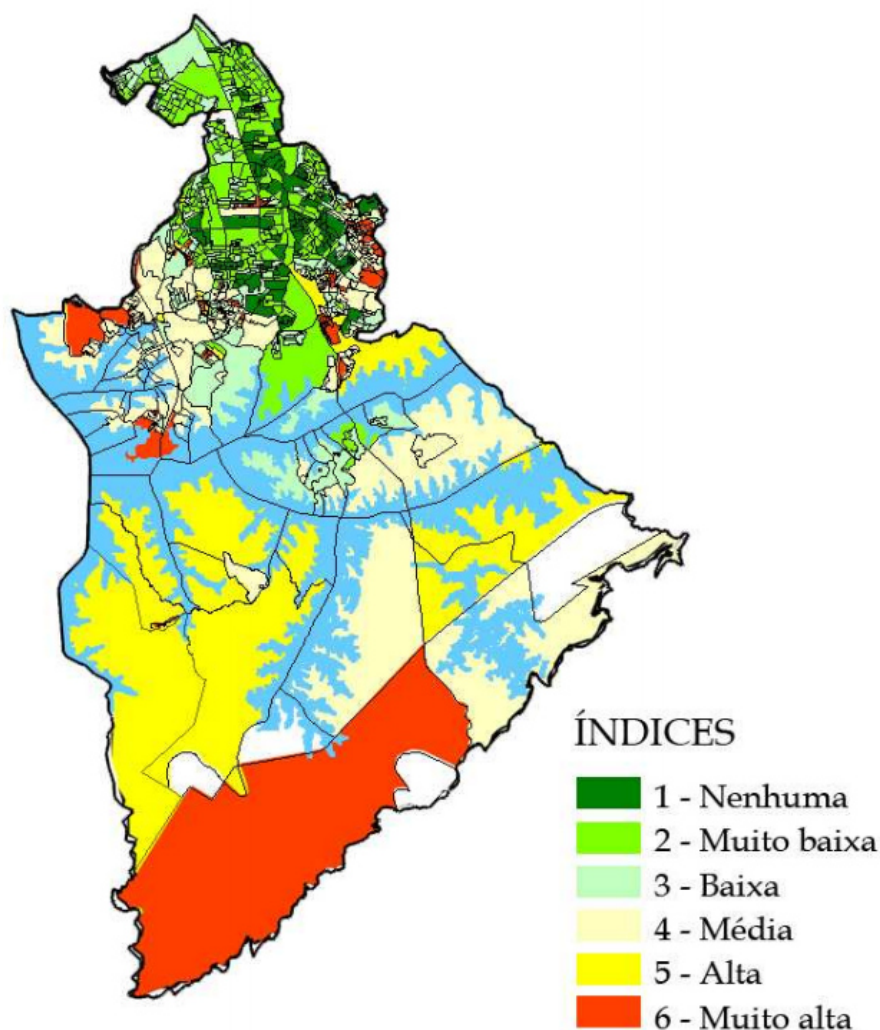 ÍNDICES
1 - Nenhuma
2 - Muito baixa
3 - Baixa
4 - Média
5 - Alta
6 - Muito alta